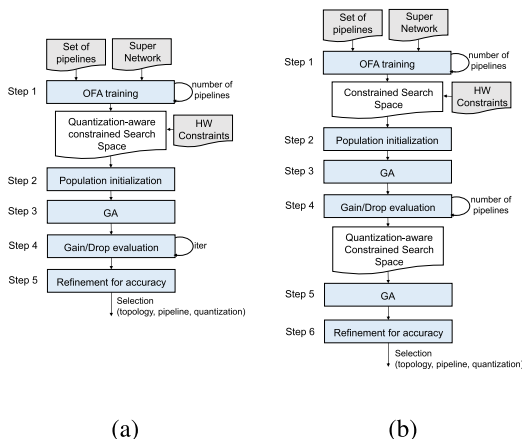 Set of
pipelines
Super
Network
Step 1
OFA training
number of
pipelines
Quantization-aware
constrained Search
Space
HW
Constraints
Step 2
Population initialization
Step 3
GA
Step 4
Gain/Drop evaluation
iter
Step 5
Refinement for accuracy
Selection
(topology, pipeline, quantization)
(a)
Set of
pipelines
Super
Network
Step 1
OFA training
number of
pipelines
Constrained Search
Space
HW
Constraints
Step 2
Population initialization
Step 3
GA
Step 4
Gain/Drop evaluation
number of
pipelines
Quantization-aware
Constrained Search
Space
Step 5
GA
Step 6
Refinement for accuracy
Selection
(topology, pipeline, quantization)
(b)